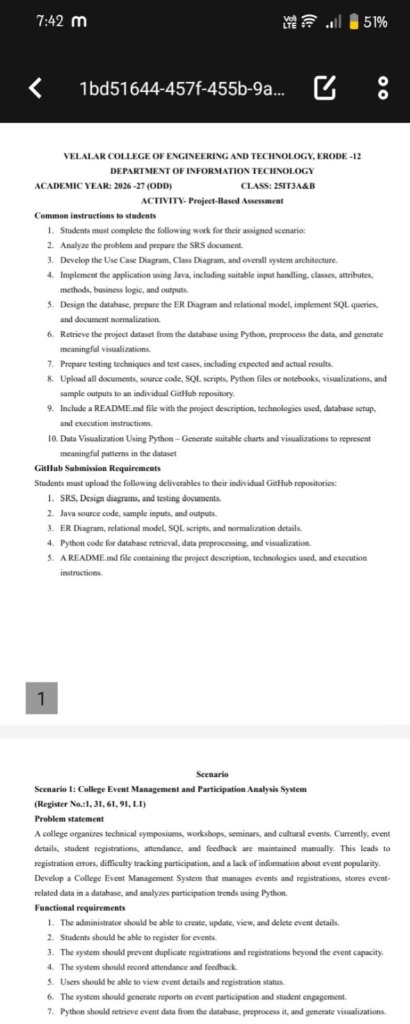 7:42 m
Vol LTE 51%
1bd51644-457f-455b-9a...
VELALAR COLLEGE OF ENGINEERING AND TECHNOLOGY, ERODE -12
DEPARTMENT OF INFORMATION TECHNOLOGY
ACADEMIC YEAR: 2026 -27 (ODD) CLASS: 25IT3A&B
ACTIVITY- Project-Based Assessment
Common instructions to students
1. Students must complete the following work for their assigned scenario:
2. Analyze the problem and prepare the SRS document.
3. Develop the Use Case Diagram, Class Diagram, and overall system architecture.
4. Implement the application using Java, including suitable input handling, classes, attributes,
methods, business logic, and outputs.
5. Design the database, prepare the ER Diagram and relational model, implement SQL queries,
and document normalization.
6. Retrieve the project dataset from the database using Python, preprocess the data, and generate
meaningful visualizations.
7. Prepare testing techniques and test cases, including expected and actual results.
8. Upload all documents, source code, SQL scripts, Python files or notebooks, visualizations, and
sample outputs to an individual GitHub repository.
9. Include a README.md file with the project description, technologies used, database setup,
and execution instructions.
10. Data Visualization Using Python – Generate suitable charts and visualizations to represent
meaningful patterns in the dataset
GitHub Submission Requirements
Students must upload the following deliverables to their individual GitHub repositories:
1. SRS, Design diagrams, and testing documents.
2. Java source code, sample inputs, and outputs.
3. ER Diagram, relational model, SQL scripts, and normalization details.
4. Python code for database retrieval, data preprocessing, and visualization.
5. A README.md file containing the project description, technologies used, and execution
instructions.
1
Scenario
Scenario 1: College Event Management and Participation Analysis System
(Register No.:1, 31, 61, 91, L1)
Problem statement
A college organizes technical symposiums, workshops, seminars, and cultural events. Currently, event
details, student registrations, attendance, and feedback are maintained manually. This leads to
registration errors, difficulty tracking participation, and a lack of information about event popularity.
Develop a College Event Management System that manages events and registrations, stores event-
related data in a database, and analyzes participation trends using Python.
Functional requirements
1. The administrator should be able to create, update, view, and delete event details.
2. Students should be able to register for events.
3. The system should prevent duplicate registrations and registrations beyond the event capacity.
4. The system should record attendance and feedback.
5. Users should be able to view event details and registration status.
6. The system should generate reports on event participation and student engagement.
7. Python should retrieve event data from the database, preprocess it, and generate visualizations.